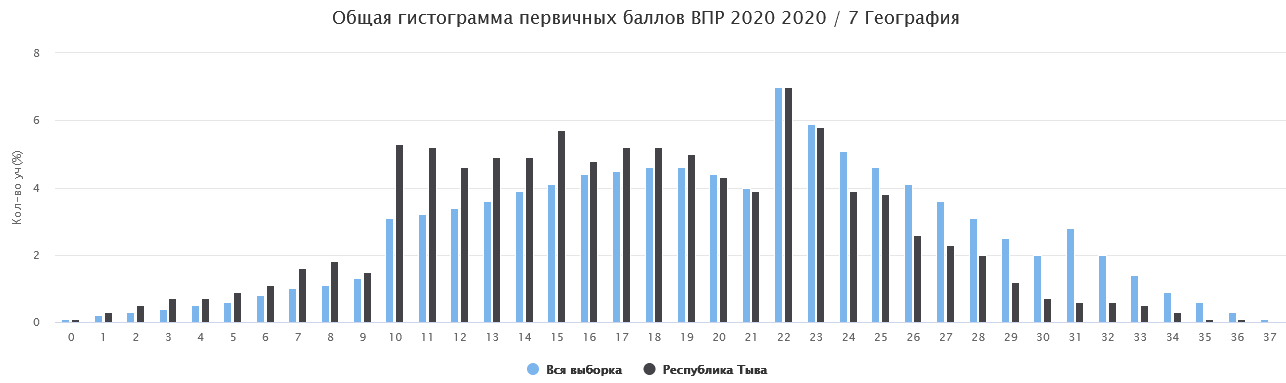 Общая гистограмма первичных баллов ВПР 2020 2020 / 7 География
Кол-во уч(%)
8
6
4
2
0
0 1 2 3 4 5 6 7 8 9 10 11 12 13 14 15 16 17 18 19 20 21 22 23 24 25 26 27 28 29 30 31 32 33 34 35 36 37
Вся выборка Республика Тыва